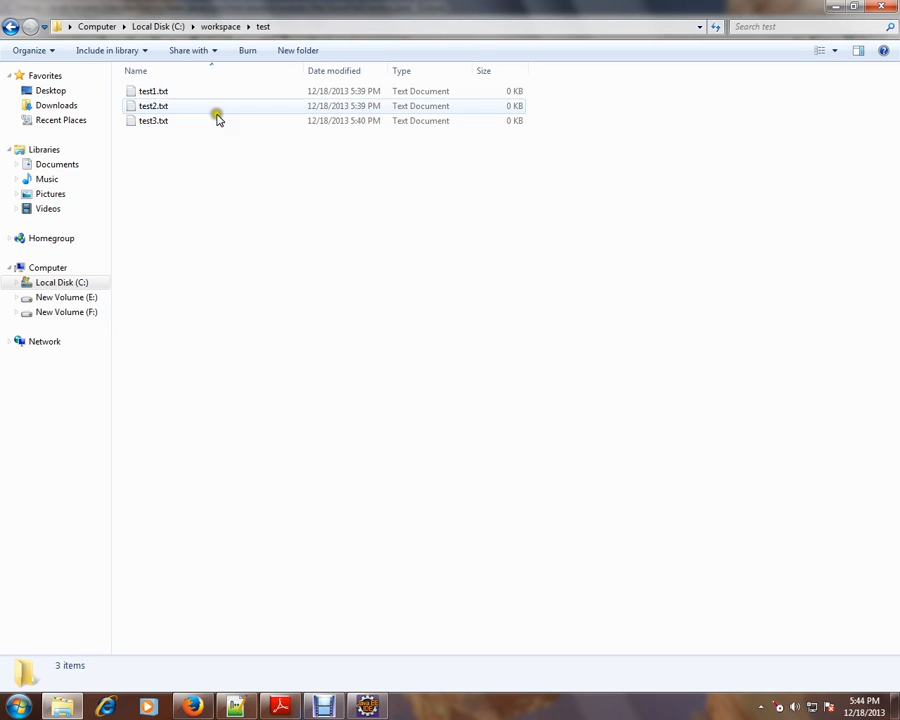 Computer Local Disk (C:) workspace test Search test
Organize Include in library Share with Burn New folder
Name Date modified Type Size
test1.txt 12/18/2013 5:39 PM Text Document 0 KB
test2.txt 12/18/2013 5:39 PM Text Document 0 KB
test3.txt 12/18/2013 5:40 PM Text Document 0 KB
Favorites
Desktop
Downloads
Recent Places
Libraries
Documents
Music
Pictures
Videos
Homegroup
Computer
Local Disk (C:)
New Volume (E:)
New Volume (F:)
Network
3 items
Java EE
IDE
5:44 PM
12/18/2013